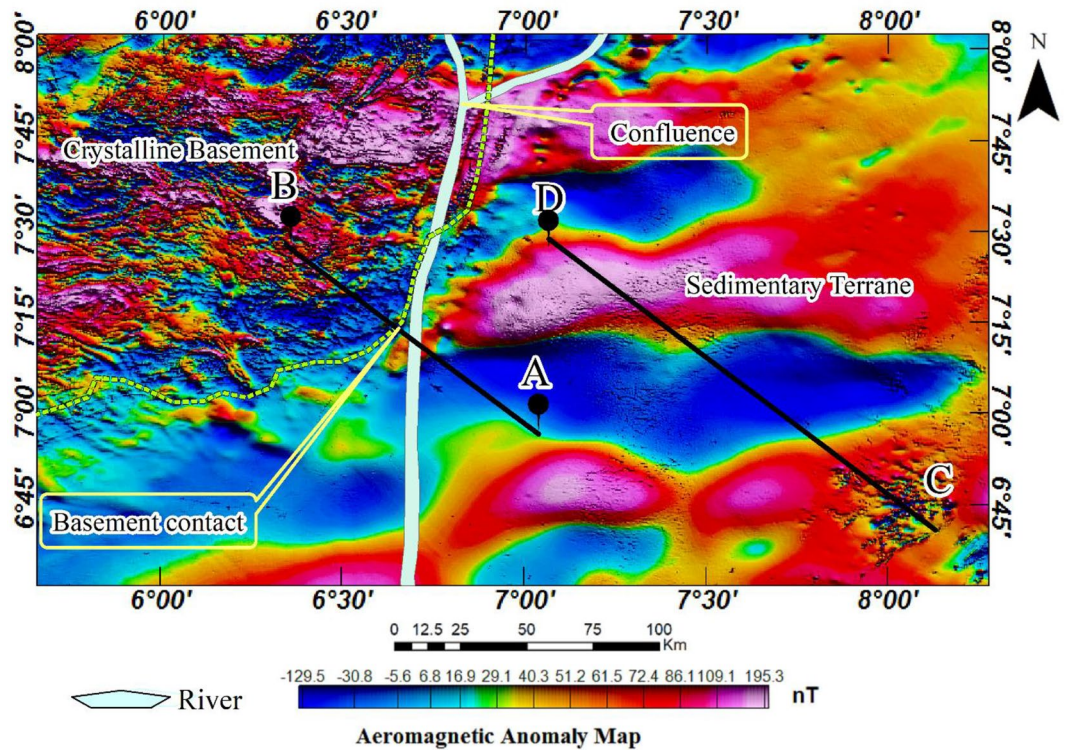 6°00' 6°30' 7°00' 7°30' 8°00'
N
8°00' 8°00'
7°45' 7°45'
Confluence
Crystalline Basement
B
D
7°30' 7°30'
Sedimentary Terrane
7°15' 7°15'
A
7°00' 7°00'
C
6°45' 6°45'
Basement contact
6°00' 6°30' 7°00' 7°30' 8°00'
0 12.5 25 50 75 100
Km
-129.5 -30.8 -5.6 6.8 16.9 29.1 40.3 51.2 61.5 72.4 86.1 109.1 195.3
River
nT
Aeromagnetic Anomaly Map